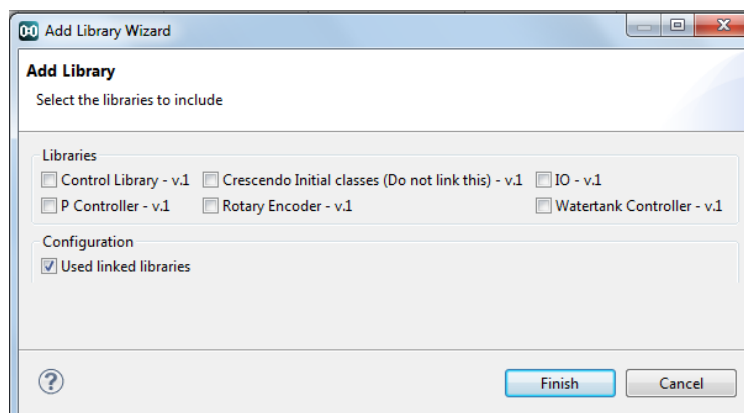 Add Library Wizard
Add Library
Select the libraries to include
Libraries
Control Library - v.1 Crescendo Initial classes (Do not link this) - v.1 IO - v.1
P Controller - v.1 Rotary Encoder - v.1 Watertank Controller - v.1
Configuration
Used linked libraries
Finish Cancel